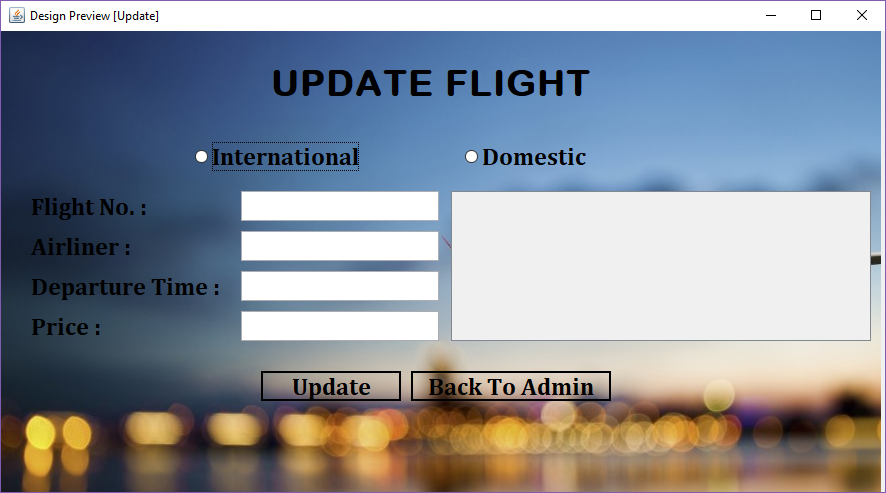 Design Preview [Update]
UPDATE FLIGHT
International Domestic
Flight No. :
Airliner :
Departure Time :
Price :
Update Back To Admin